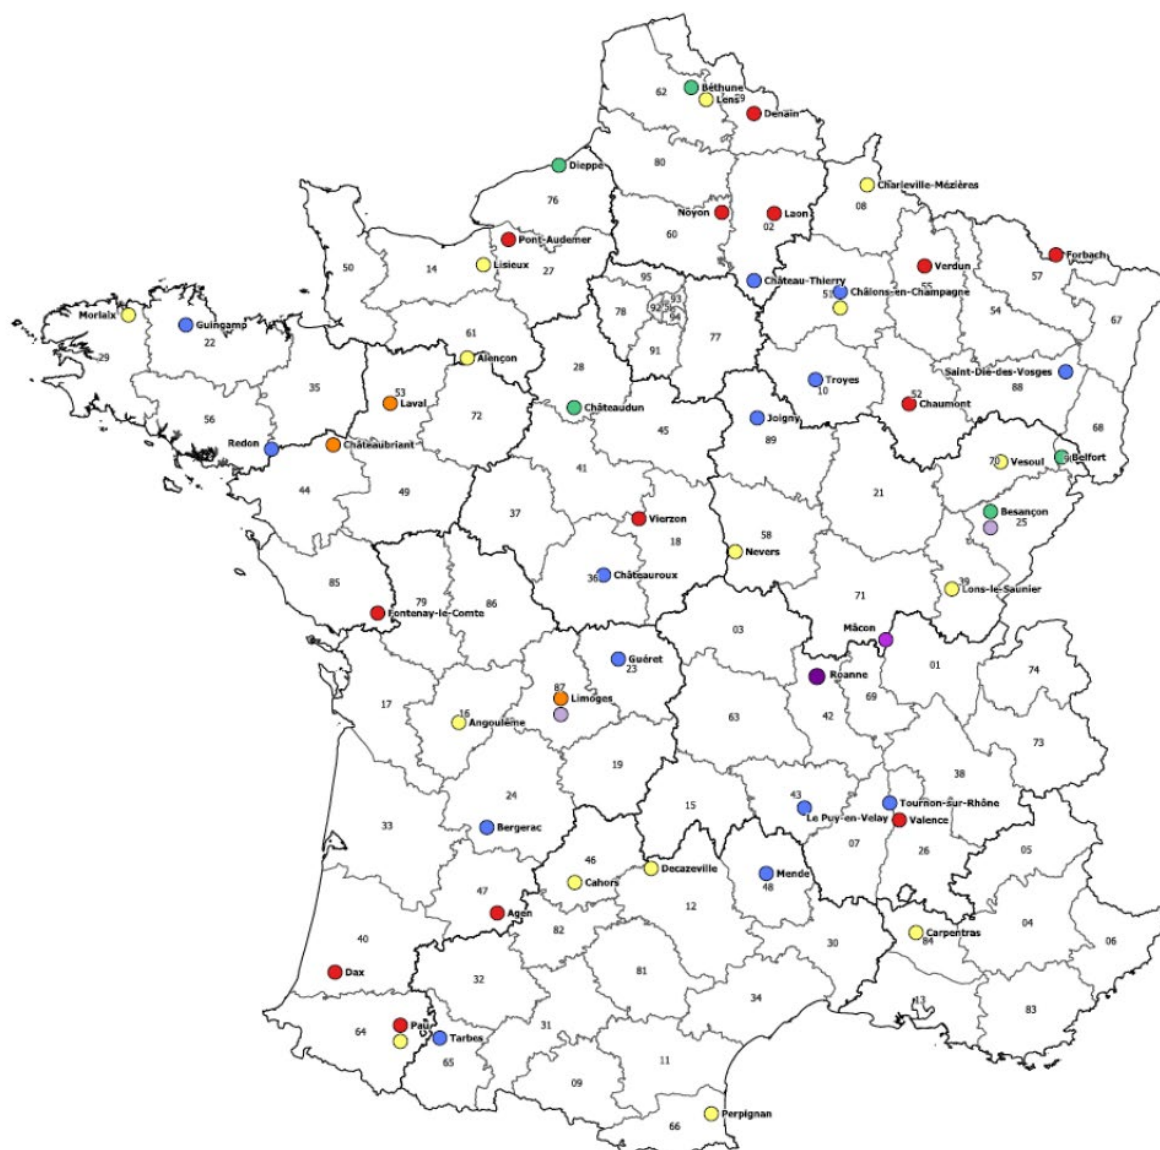 62
Béthune
Lens
59
Denain
Dieppe
80
Charleville-Mézières
08
76
Noyon
Laon
02
60
Pont-Audemer
Forbach
50
14
Lisieux
27
Verdun
57
55
95
Château-Thierry
Châlons-en-Champagne
51
93
92
94
78
54
67
Morlaix
Guingamp
22
29
61
77
91
Alençon
28
35
Saint-Dié-des-Vosges
88
Troyes
10
53
Laval
52
Chaumont
Châteaudun
56
72
Joigny
45
68
89
Redon
Châteaubriant
70
Vesoul
Belfort
41
44
49
21
37
Vierzon
Besançon
25
18
58
Nevers
36
Châteauroux
39
Lons-le-Saunier
85
79
86
71
Fontenay-le-Comte
Mâcon
03
Guéret
23
01
74
Roanne
87
Limoges
69
17
16
Angoulême
63
42
73
19
38
24
43
Tournon-sur-Rhône
15
Le Puy-en-Velay
Valence
33
Bergerac
26
05
07
46
Decazeville
Mende
48
Cahors
47
Agen
12
04
Carpentras
84
82
40
30
06
Dax
32
81
34
13
83
Pau
64
31
Tarbes
65
11
09
Perpignan
66